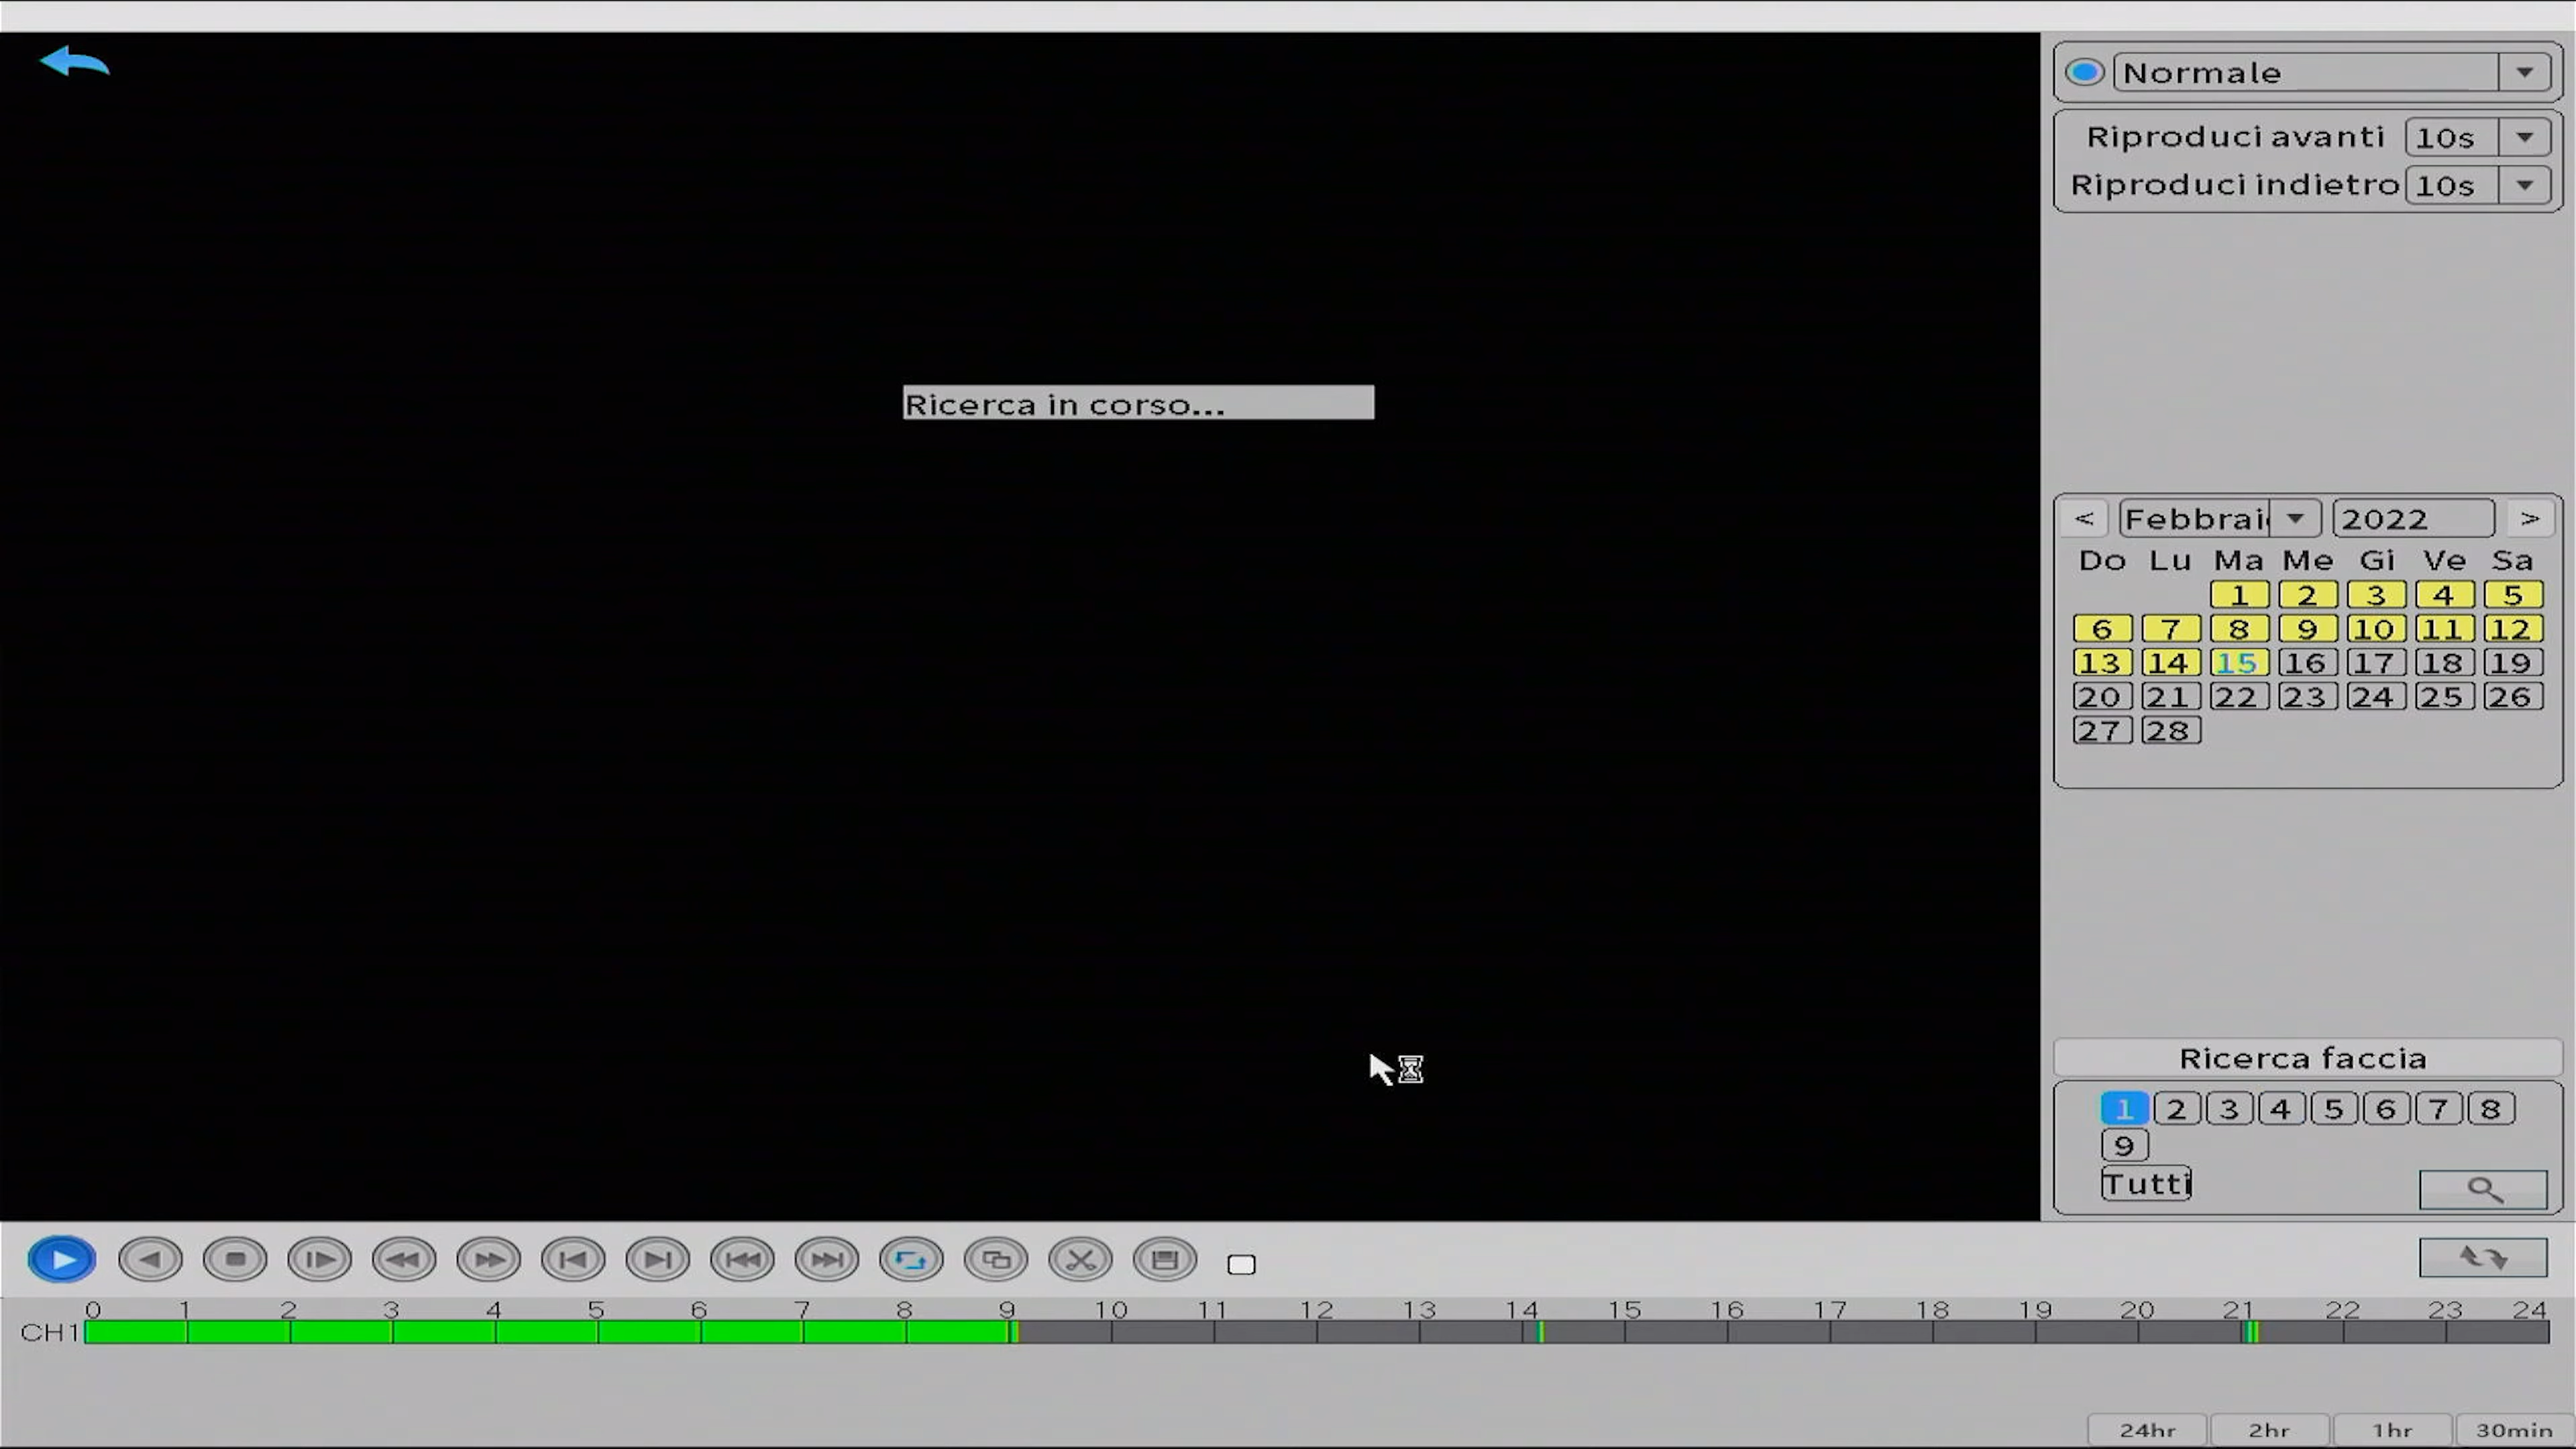 Normale
Riproduci avanti 10s
Riproduci indietro 10s
Ricerca in corso...
< Febbrai 2022 >
Do Lu Ma Me Gi Ve Sa
1 2 3 4 5
6 7 8 9 10 11 12
13 14 15 16 17 18 19
20 21 22 23 24 25 26
27 28
Ricerca faccia
1 2 3 4 5 6 7 8
9
Tutti
0 1 2 3 4 5 6 7 8 9 10 11 12 13 14 15 16 17 18 19 20 21 22 23 24
CH1
24hr 2hr 1hr 30min